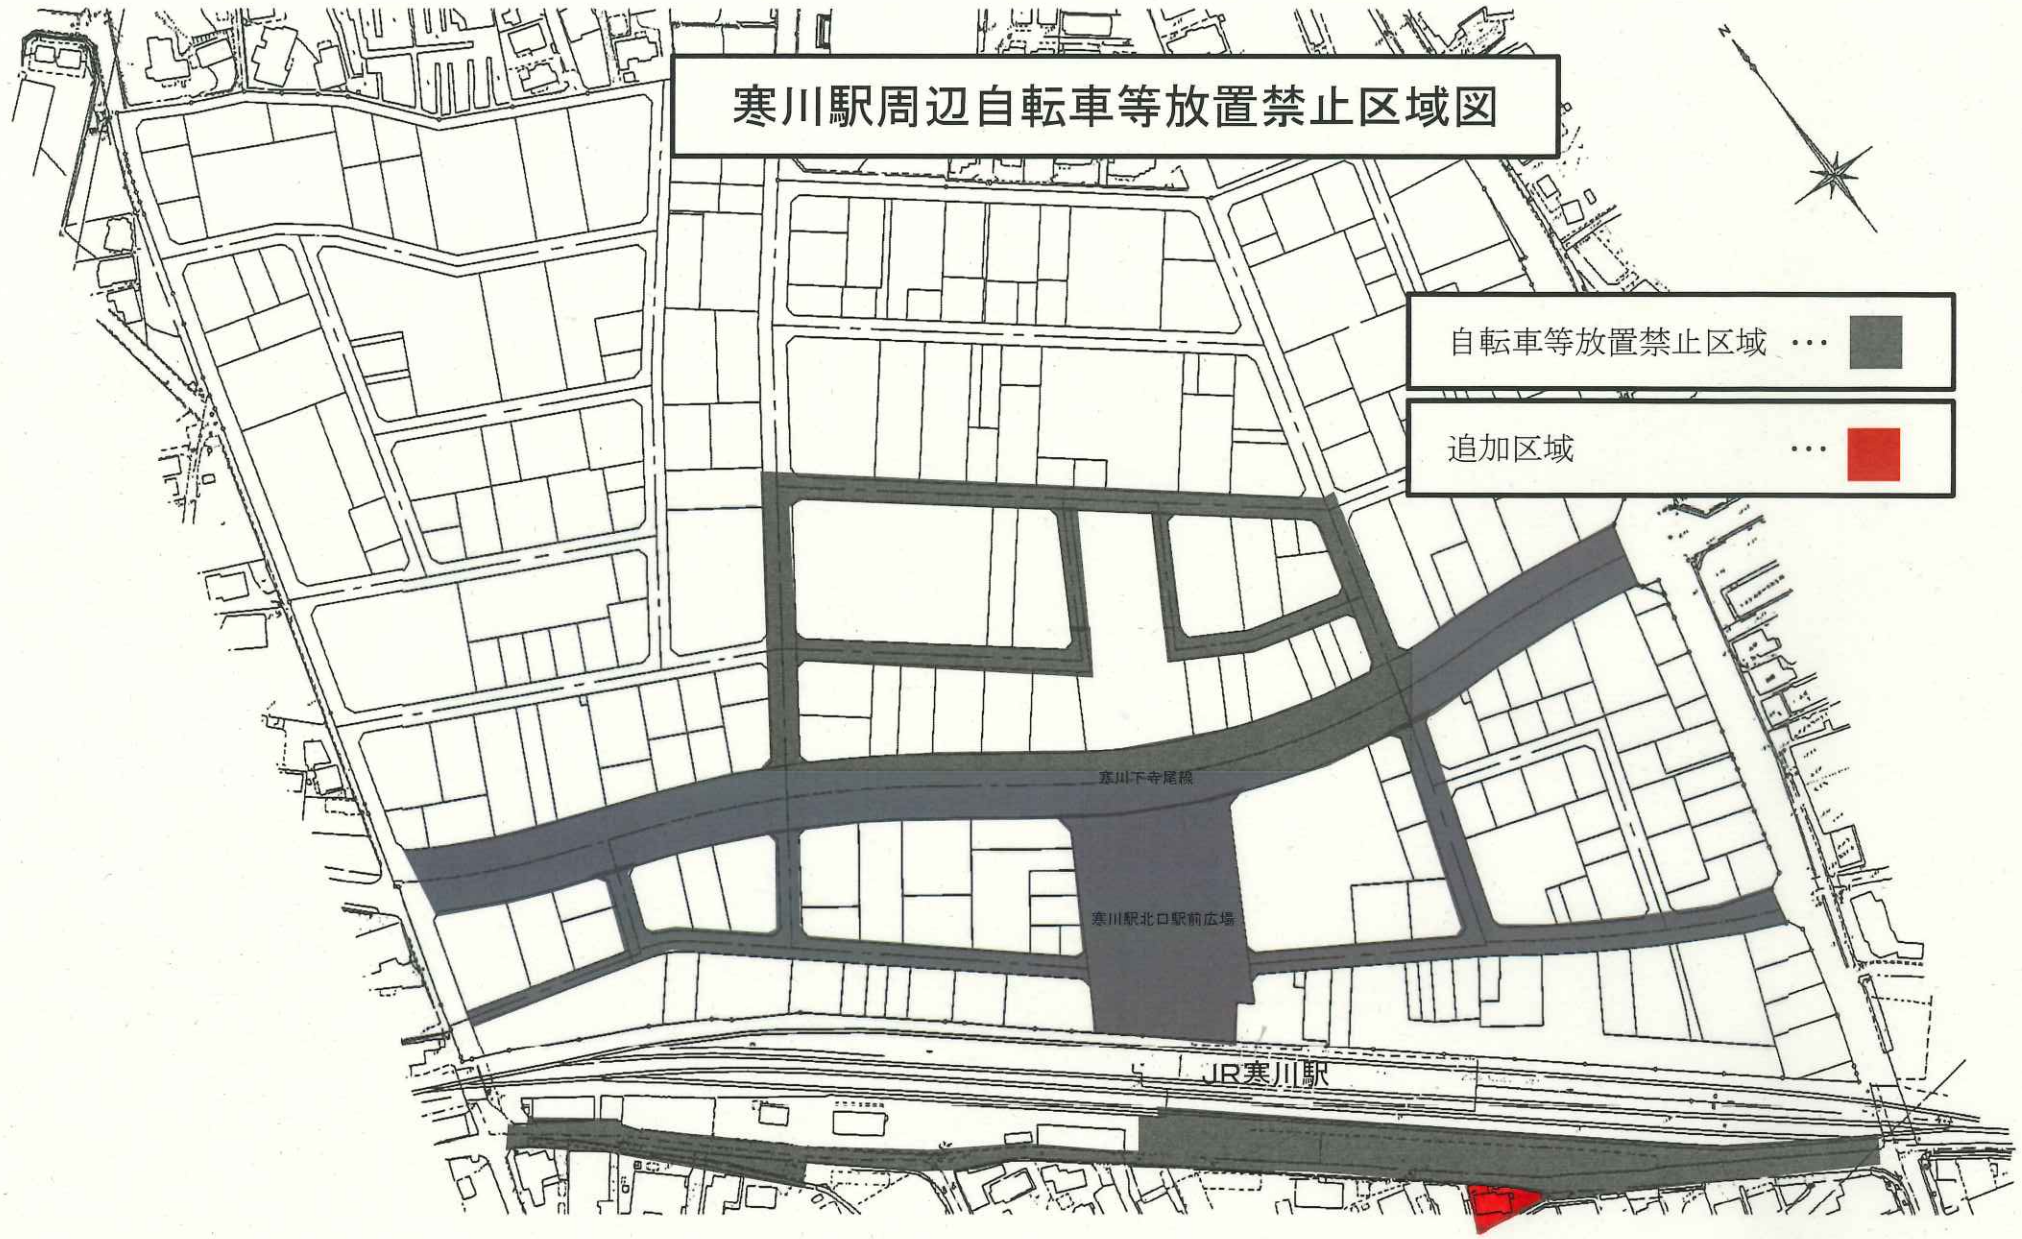 寒川駅周辺自転車等放置禁止区域図
N
自転車等放置禁止区域 …
追加区域 …
寒川下寺尾線
寒川駅北口駅前広場
JR寒川駅